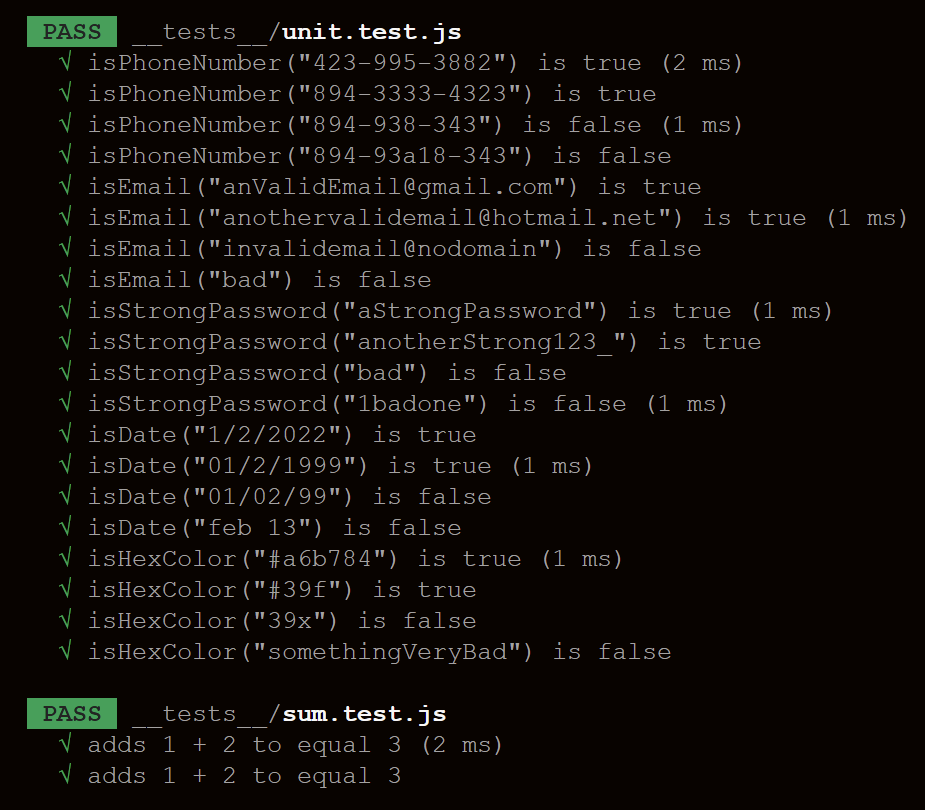 PASS __tests__/unit.test.js
√ isPhoneNumber("423-995-3882") is true (2 ms)
√ isPhoneNumber("894-3333-4323") is true
√ isPhoneNumber("894-938-343") is false (1 ms)
√ isPhoneNumber("894-93a18-343") is false
√ isEmail("anValidEmail@gmail.com") is true
√ isEmail("anothervalidemail@hotmail.net") is true (1 ms)
√ isEmail("invalidemail@nodomain") is false
√ isEmail("bad") is false
√ isStrongPassword("aStrongPassword") is true (1 ms)
√ isStrongPassword("anotherStrong123_") is true
√ isStrongPassword("bad") is false
√ isStrongPassword("1badone") is false (1 ms)
√ isDate("1/2/2022") is true
√ isDate("01/2/1999") is true (1 ms)
√ isDate("01/02/99") is false
√ isDate("feb 13") is false
√ isHexColor("#a6b784") is true (1 ms)
√ isHexColor("#39f") is true
√ isHexColor("39x") is false
√ isHexColor("somethingVeryBad") is false
PASS __tests__/sum.test.js
√ adds 1 + 2 to equal 3 (2 ms)
√ adds 1 + 2 to equal 3